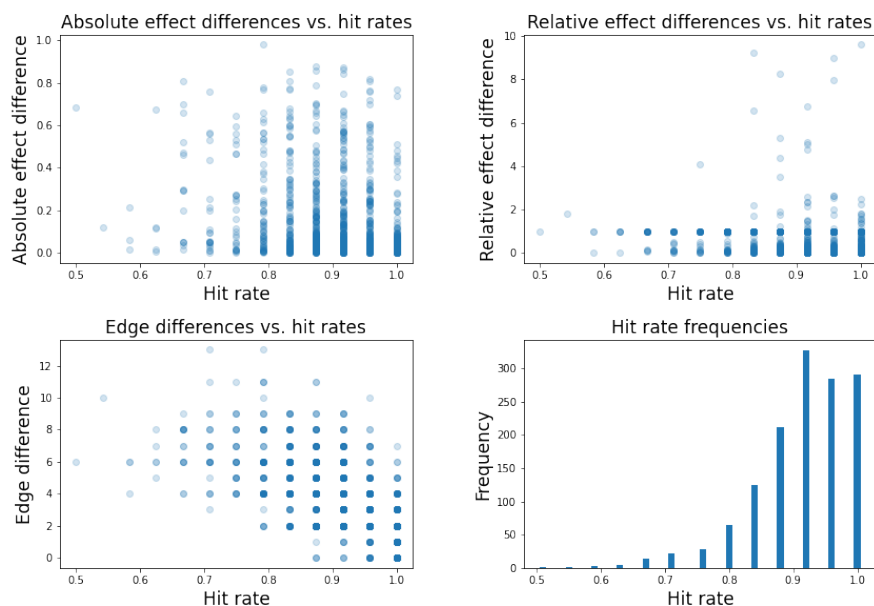 Absolute effect differences vs. hit rates
Absolute effect difference
1.0
0.8
0.6
0.4
0.2
0.0
0.5 0.6 0.7 0.8 0.9 1.0
Hit rate
Relative effect differences vs. hit rates
Relative effect difference
10
8
6
4
2
0
0.5 0.6 0.7 0.8 0.9 1.0
Hit rate
Edge differences vs. hit rates
Edge difference
12
10
8
6
4
2
0
0.5 0.6 0.7 0.8 0.9 1.0
Hit rate
Hit rate frequencies
Frequency
300
250
200
150
100
50
0
0.5 0.6 0.7 0.8 0.9 1.0
Hit rate